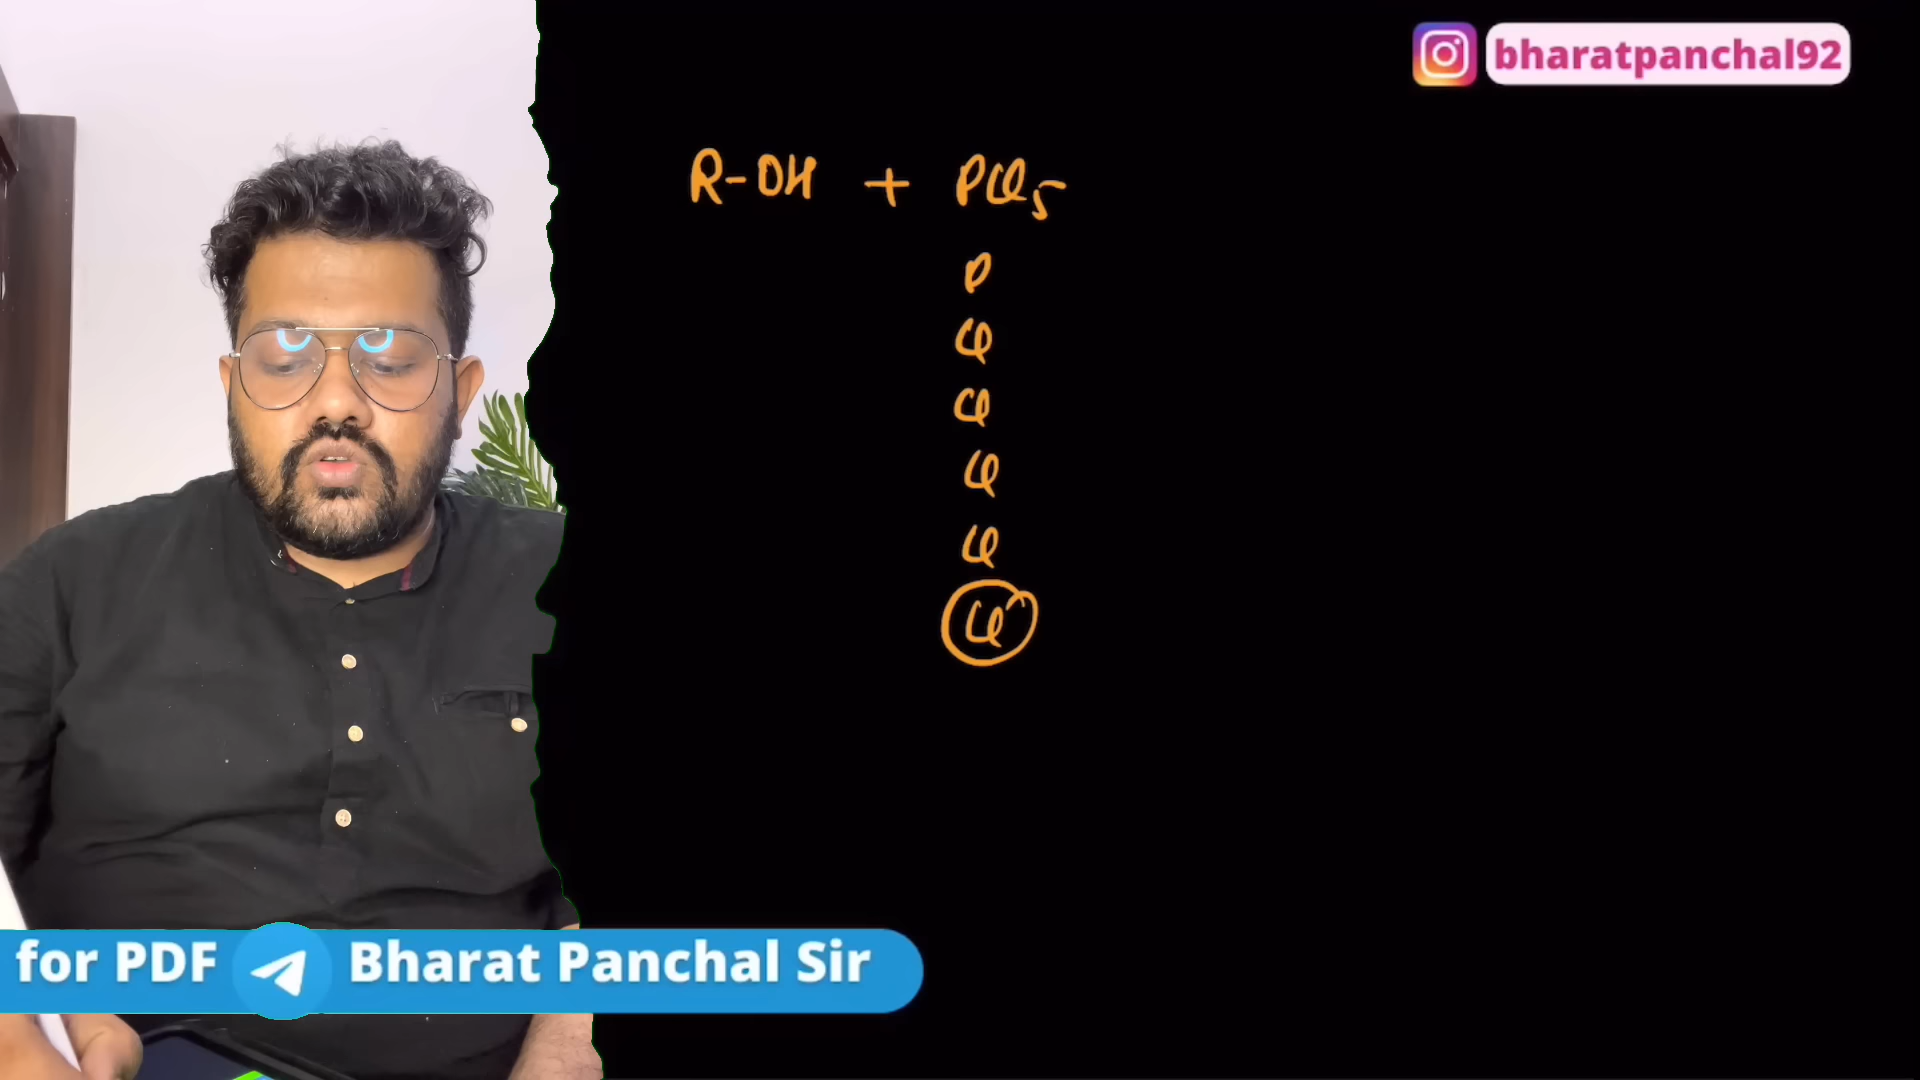 bharatpanchal92
R-OH + PCl5
P
Cl
Cl
Cl
Cl
Cl
for PDF Bharat Panchal Sir